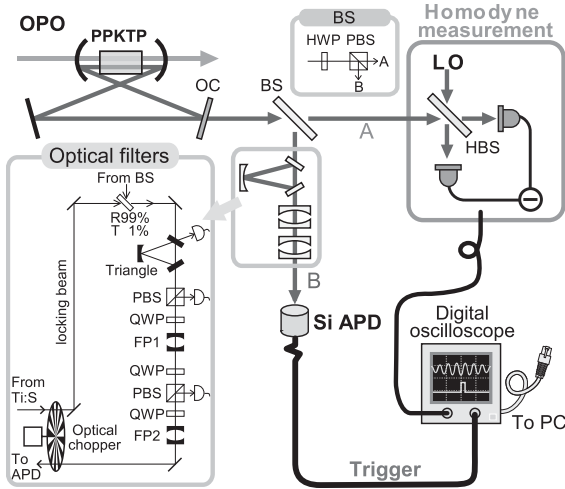 OPO
PPKTP
OC
BS
BS
HWP PBS
A
B
Homodyne
measurement
LO
HBS
A
Optical filters
From BS
R99%
T 1%
Triangle
locking beam
PBS
QWP
FP1
QWP
PBS
QWP
FP2
From
Ti:S
Optical
chopper
To
APD
B
Si APD
Digital
oscilloscope
To PC
Trigger